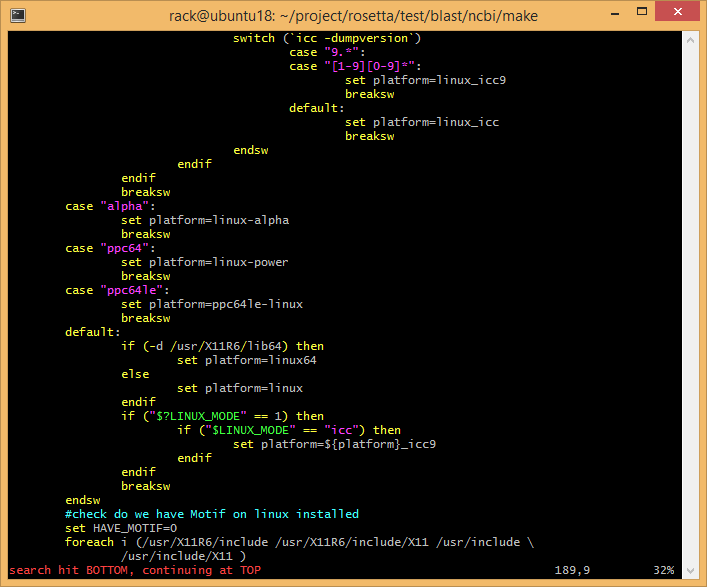 rack@ubuntu18: ~/project/rosetta/test/blast/ncbi/make
switch (`icc -dumpversion`)
case "9.*":
case "[1-9][0-9]*":
set platform=linux_icc9
breaksw
default:
set platform=linux_icc
breaksw
endsw
endif
endif
breaksw
case "alpha":
set platform=linux-alpha
breaksw
case "ppc64":
set platform=linux-power
breaksw
case "ppc64le":
set platform=ppc64le-linux
breaksw
default:
if (-d /usr/X11R6/lib64) then
set platform=linux64
else
set platform=linux
endif
if ("$?LINUX_MODE" == 1) then
if ("$LINUX_MODE" == "icc") then
set platform=${platform}_icc9
endif
endif
breaksw
endsw
#check do we have Motif on linux installed
set HAVE_MOTIF=0
foreach i (/usr/X11R6/include /usr/X11R6/include/X11 /usr/include \
/usr/include/X11 )
search hit BOTTOM, continuing at TOP 189,9 32%